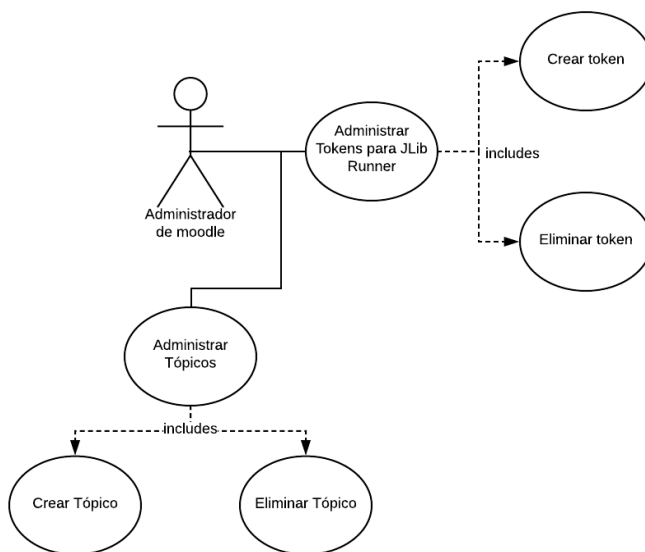 Crear token
Administrar
Tokens para JLib
Runner
includes
Administrador
de moodle
Eliminar token
Administrar
Tópicos
includes
Crear Tópico
Eliminar Tópico